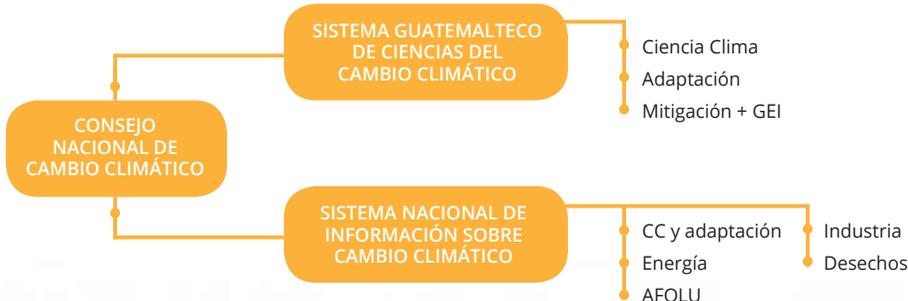 SISTEMA GUATEMALTECO
DE CIENCIAS DEL
CAMBIO CLIMÁTICO
Ciencia Clima
Adaptación
Mitigación + GEI
CONSEJO
NACIONAL DE
CAMBIO CLIMÁTICO
SISTEMA NACIONAL DE
INFORMACIÓN SOBRE
CAMBIO CLIMÁTICO
CC y adaptación
Energía
AFOLU
Industria
Desechos